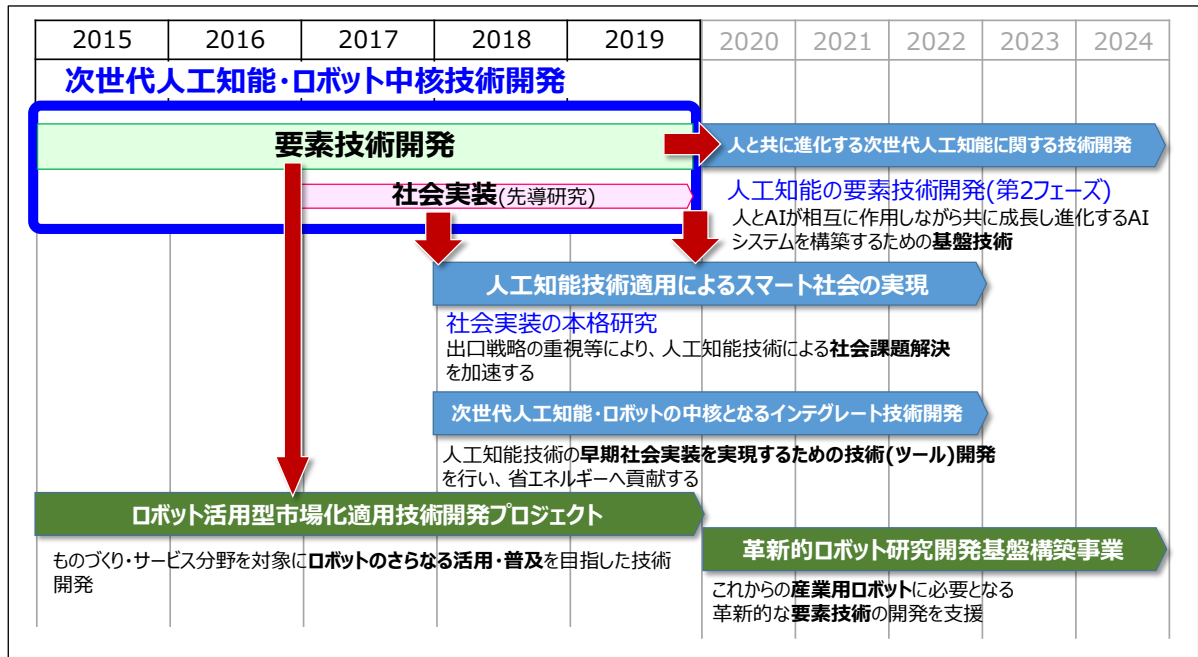 2015 2016 2017 2018 2019 2020 2021 2022 2023 2024
次世代人工知能・ロボット中核技術開発
要素技術開発
人と共に進化する次世代人工知能に関する技術開発
社会実装(先導研究)
人工知能の要素技術開発(第2フェーズ)
人とAIが相互に作用しながら共に成長し進化するAI
システムを構築するための基盤技術
人工知能技術適用によるスマート社会の実現
社会実装の本格研究
出口戦略の重視等により、人工知能技術による社会課題解決
を加速する
次世代人工知能・ロボットの中核となるインテグレート技術開発
人工知能技術の早期社会実装を実現するための技術(ツール)開発
を行い、省エネルギーへ貢献する
ロボット活用型市場化適用技術開発プロジェクト
ものづくり・サービス分野を対象にロボットのさらなる活用・普及を目指した技術
開発
革新的ロボット研究開発基盤構築事業
これからの産業用ロボットに必要となる
革新的な要素技術の開発を支援